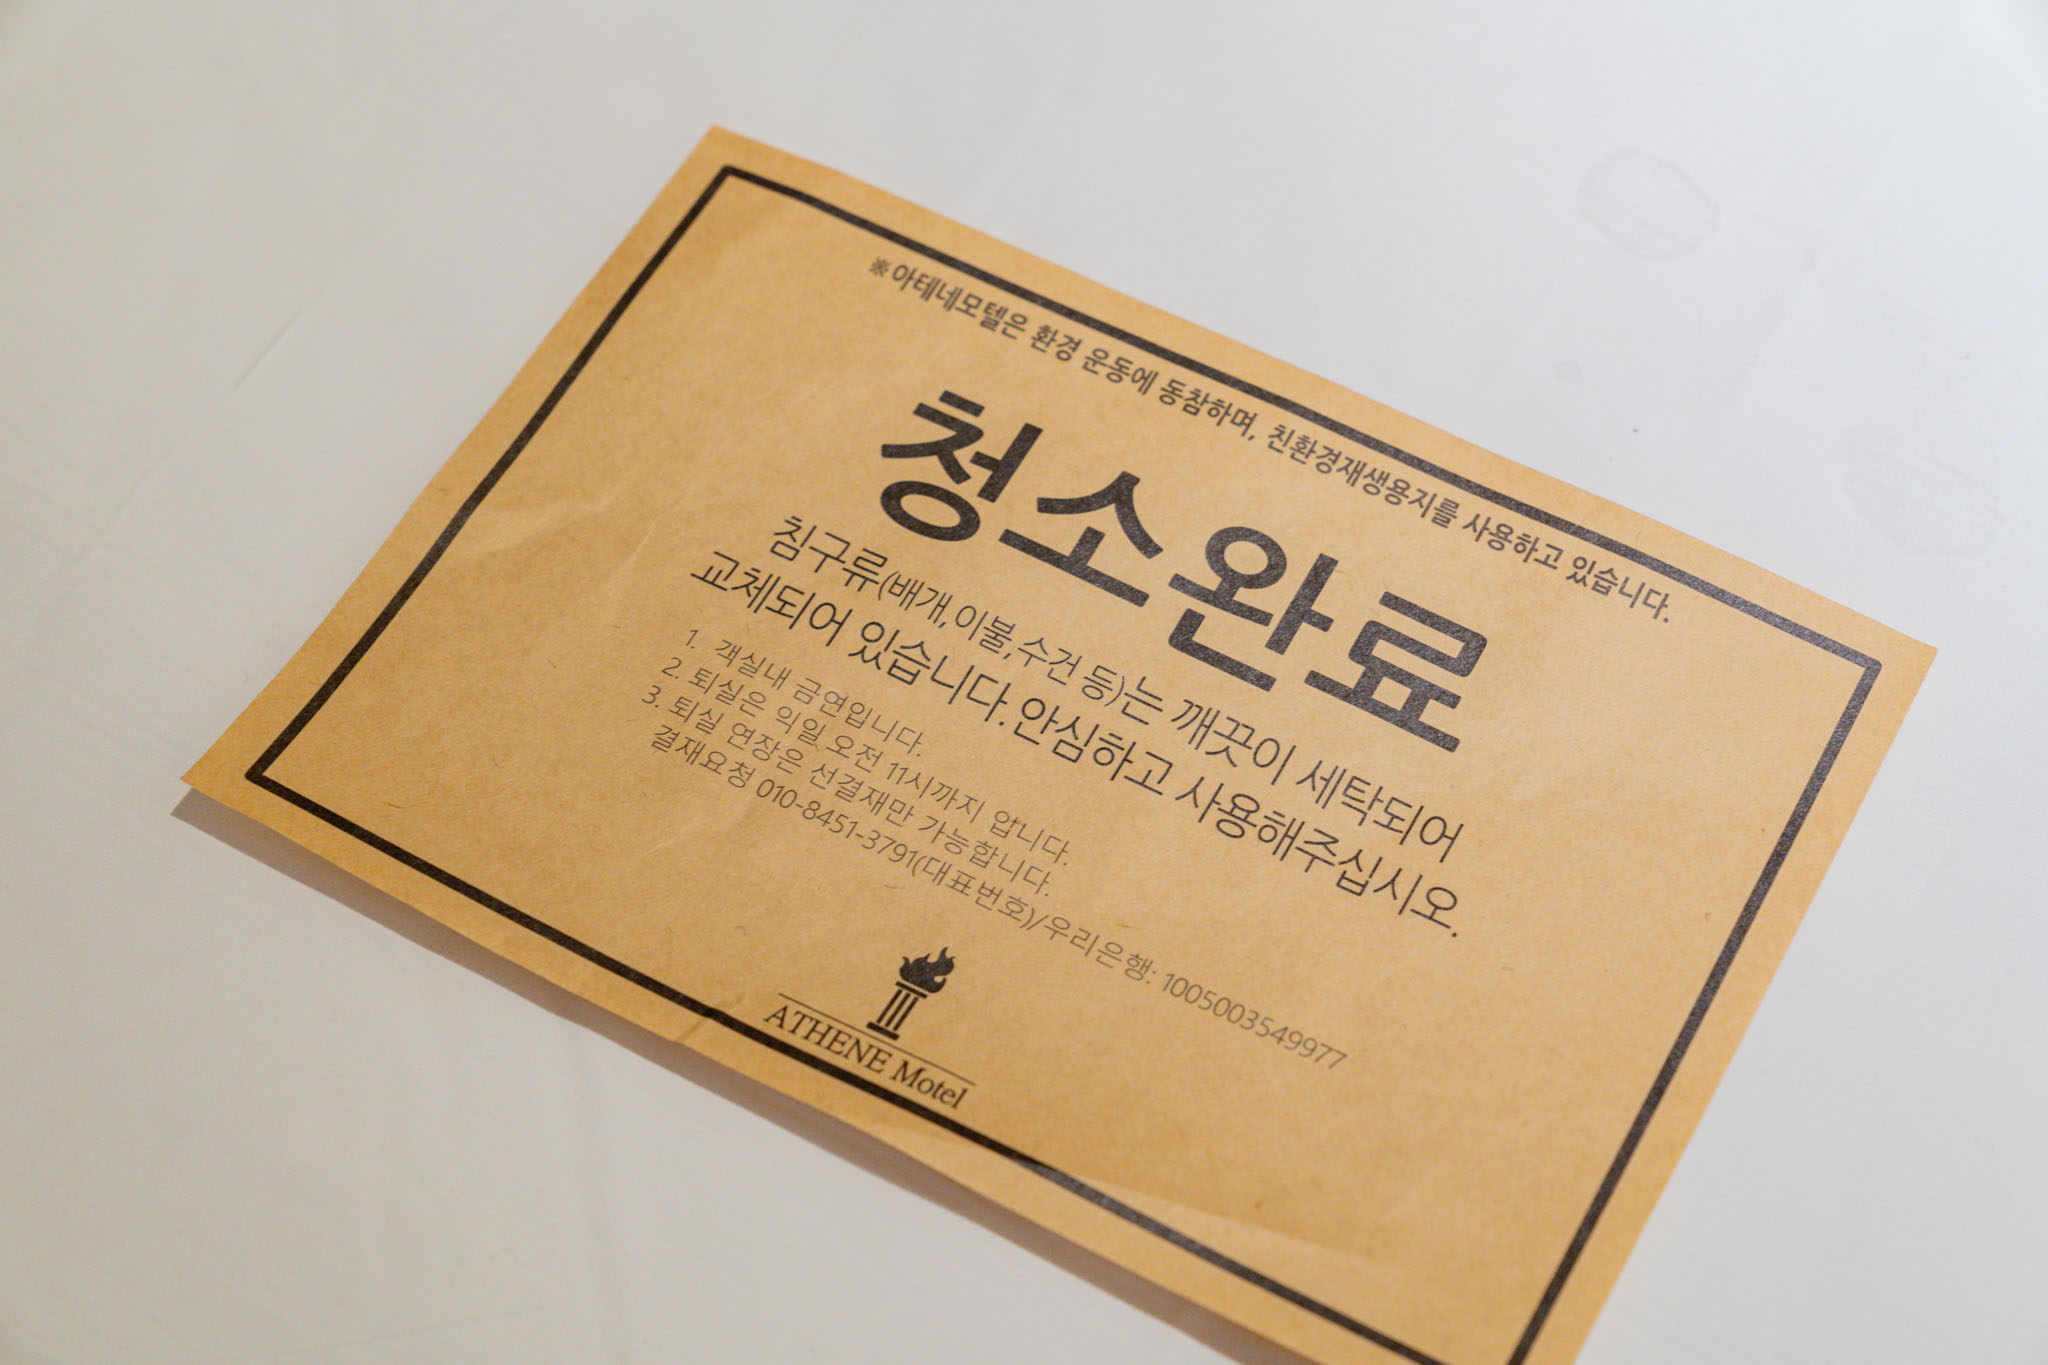 ※아테네모텔은 환경 운동에 동참하며, 친환경재생용지를 사용하고 있습니다.
청소완료
침구류(배개,이불,수건 등)는 깨끗이 세탁되어
교체되어 있습니다.안심하고 사용해주십시오.
1. 객실내 금연입니다.
2. 퇴실은 익일 오전 11시까지 입니다.
3. 퇴실 연장은 선결재만 가능합니다.
결재요청 010-8451-3791(대표번호)/우리은행: 1005003549977
ATHENE Motel